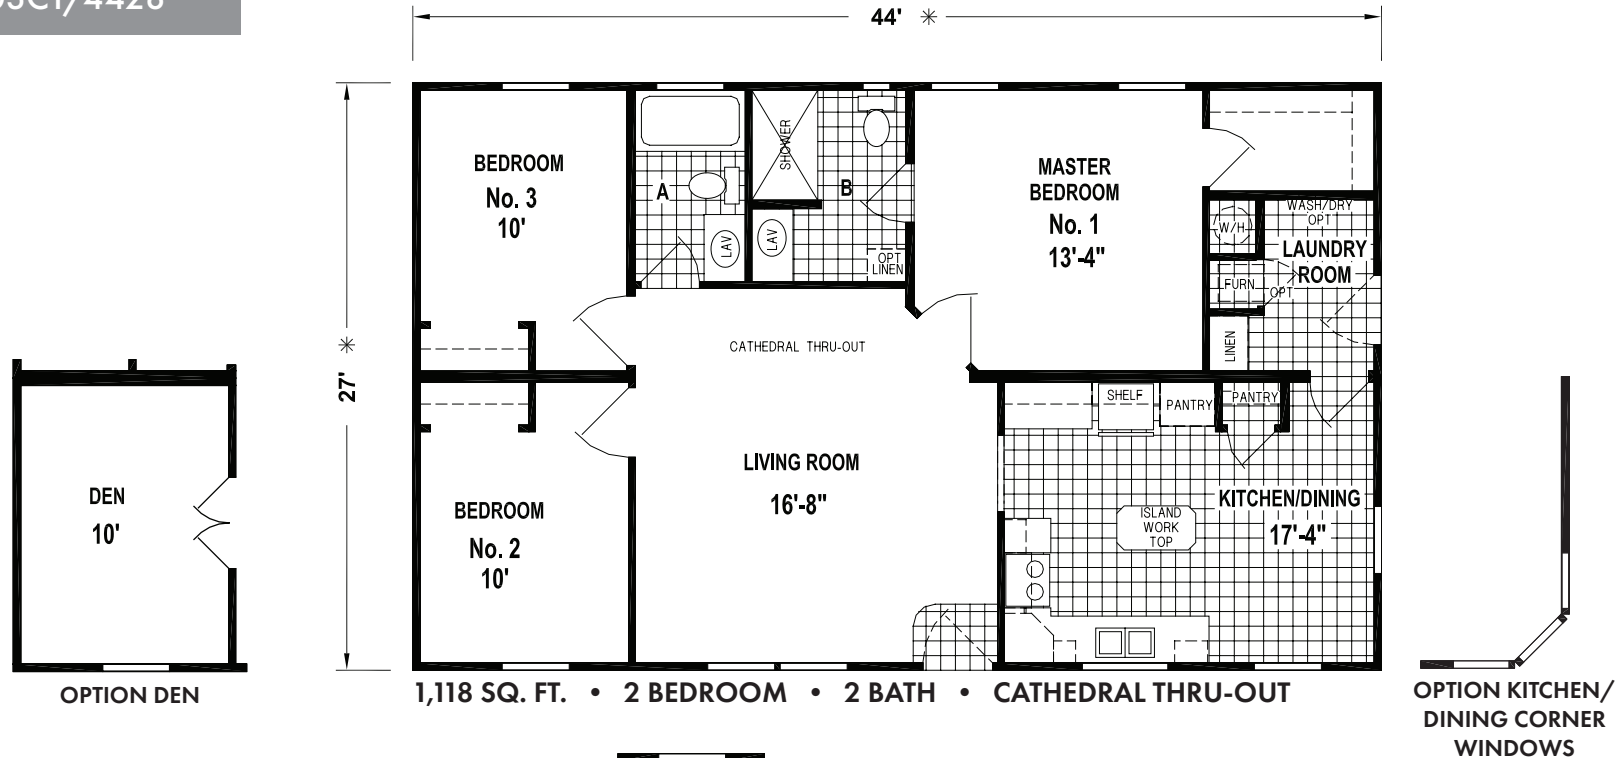 44' ✳
27' ✳
BEDROOM
No. 3
10'
A
LAV
SHOWER
B
LAV
OPT
LINEN
MASTER
BEDROOM
No. 1
13'-4"
WASH/DRY
OPT
W/H
LAUNDRY
ROOM
FURN
OPT
LINEN
CATHEDRAL THRU-OUT
SHELF
PANTRY
PANTRY
LIVING ROOM
16'-8"
KITCHEN/DINING
17'-4"
ISLAND
WORK
TOP
BEDROOM
No. 2
10'
DEN
10'
OPTION DEN
1,118 SQ. FT. • 2 BEDROOM • 2 BATH • CATHEDRAL THRU-OUT
OPTION KITCHEN/
DINING CORNER
WINDOWS